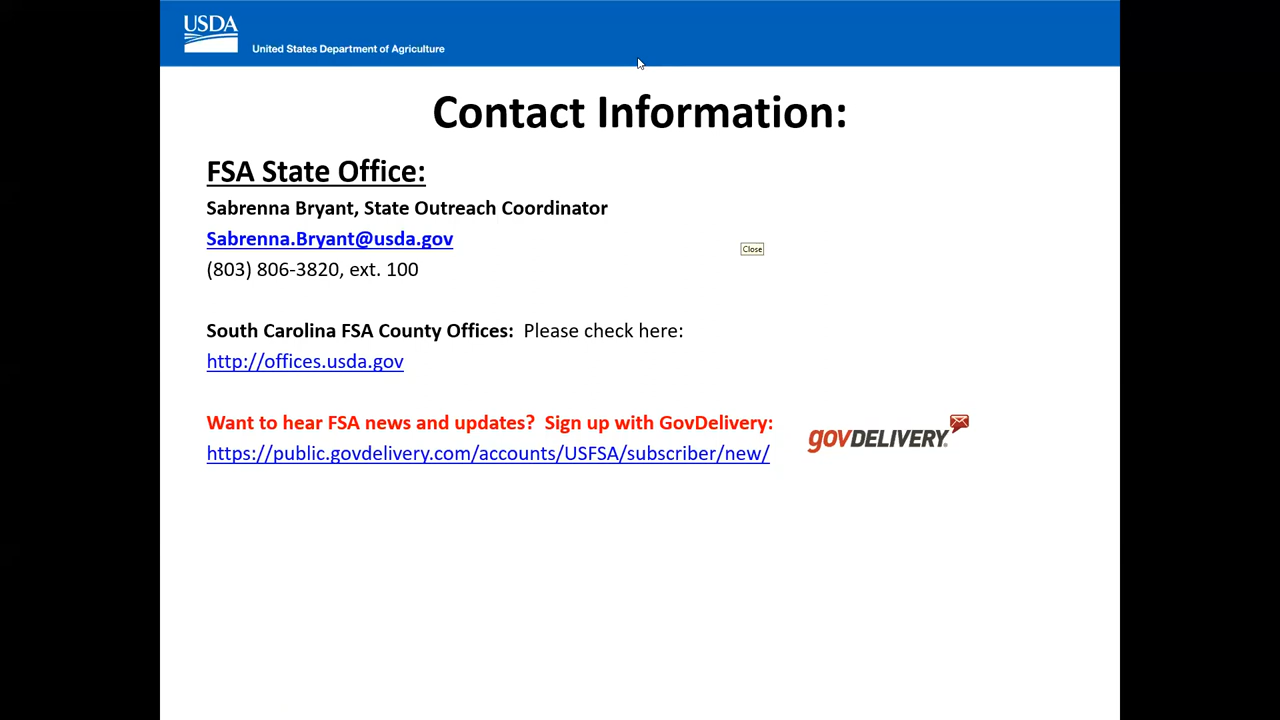 USDA
United States Department of Agriculture
Contact Information:
FSA State Office:
Sabrenna Bryant, State Outreach Coordinator
Sabrenna.Bryant@usda.gov
Close
(803) 806-3820, ext. 100
South Carolina FSA County Offices:  Please check here:
http://offices.usda.gov
Want to hear FSA news and updates?  Sign up with GovDelivery:
govDELIVERY.
https://public.govdelivery.com/accounts/USFSA/subscriber/new/